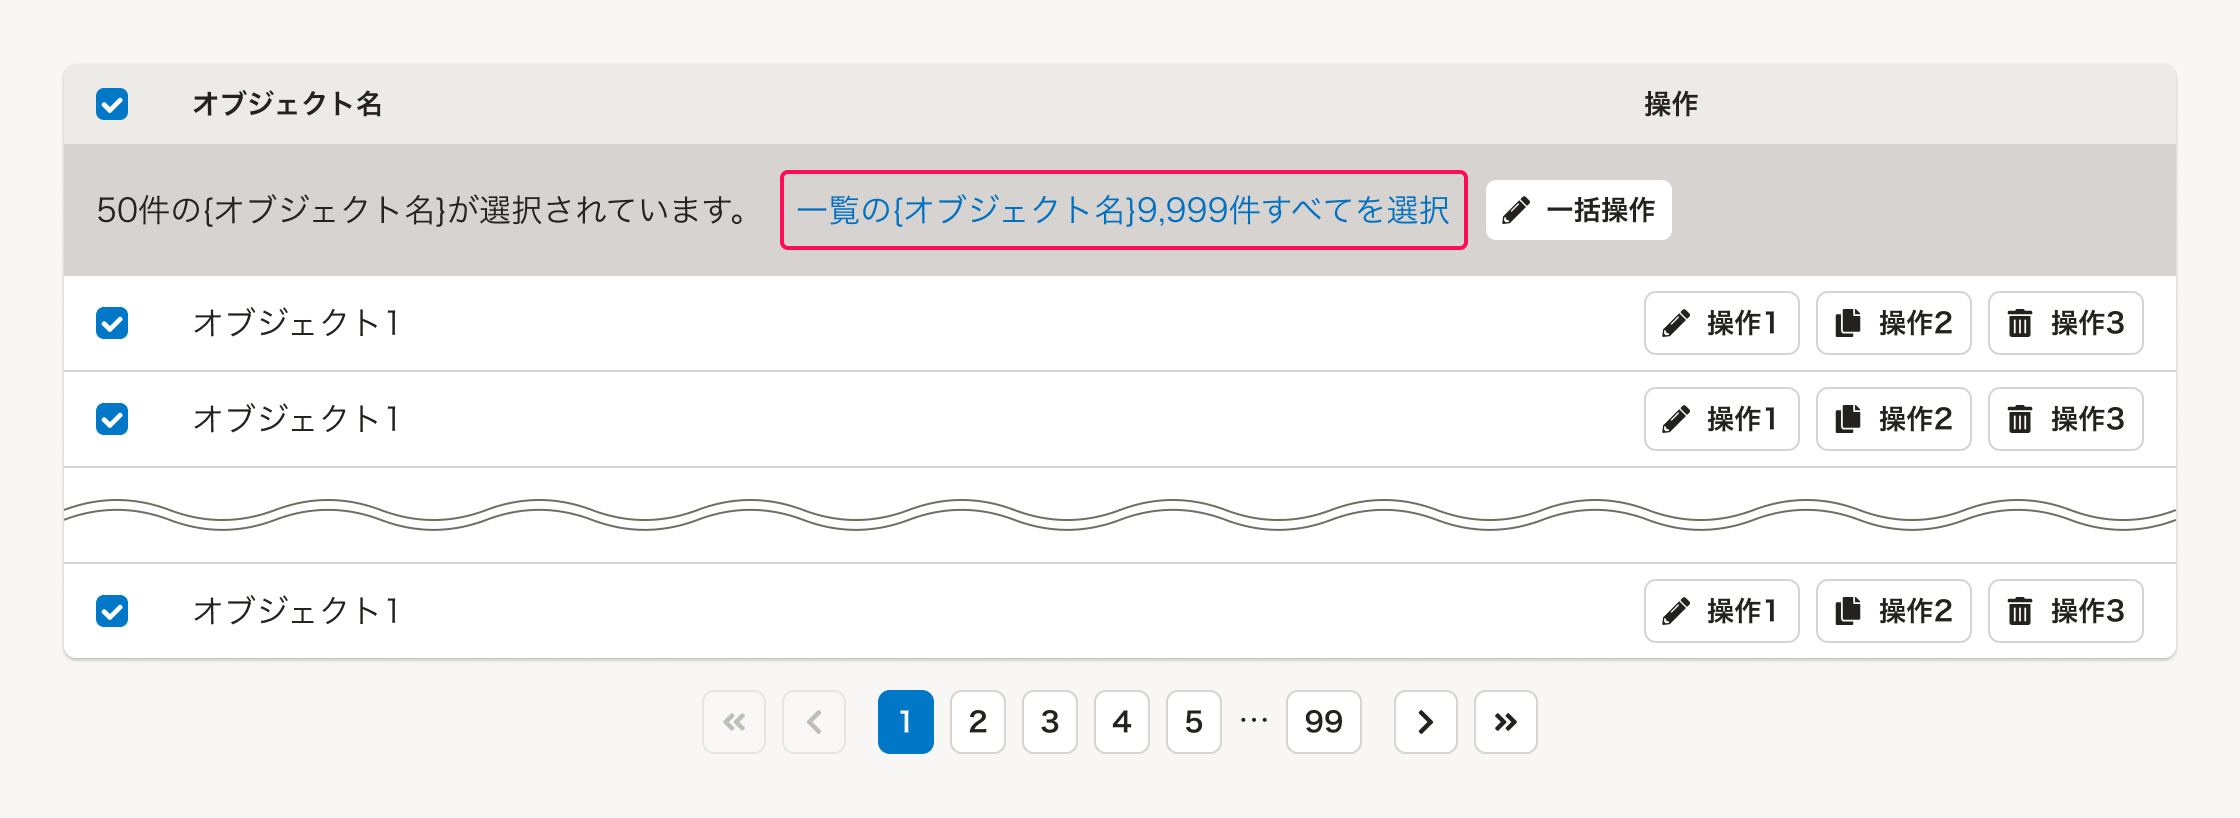 オブジェクト名 操作
50件の{オブジェクト名}が選択されています。 一覧の{オブジェクト名}9,999件すべてを選択 一括操作
オブジェクト1 操作1 操作2 操作3
オブジェクト1 操作1 操作2 操作3
オブジェクト1 操作1 操作2 操作3
1 2 3 4 5 … 99